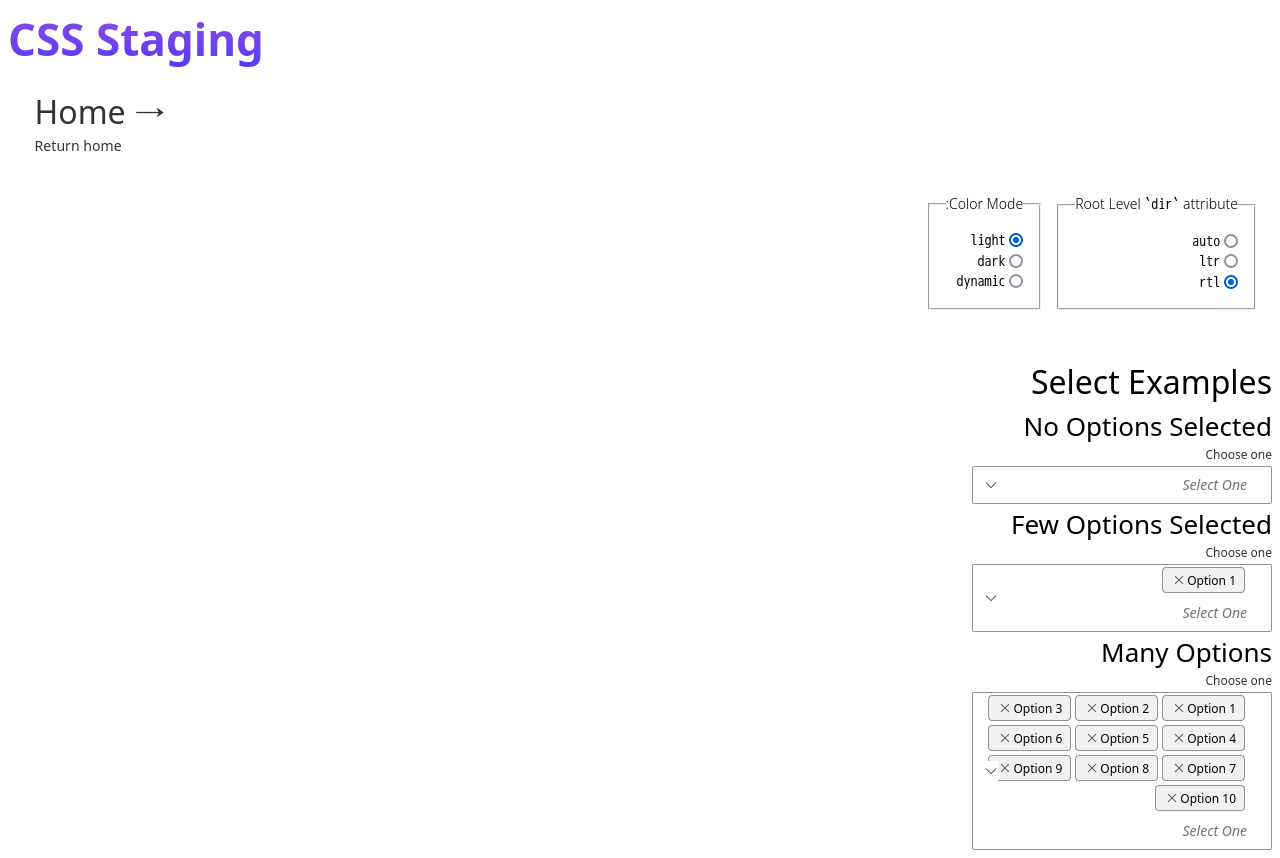 CSS Staging
Home →
Return home
Root Level `dir` attribute
auto
ltr
rtl
:Color Mode
light
dark
dynamic
Select Examples
No Options Selected
Choose one
Select One
Few Options Selected
Choose one
Option 1
Select One
Many Options
Choose one
Option 1 Option 2 Option 3
Option 4 Option 5 Option 6
Option 7 Option 8 Option 9
Option 10
Select One